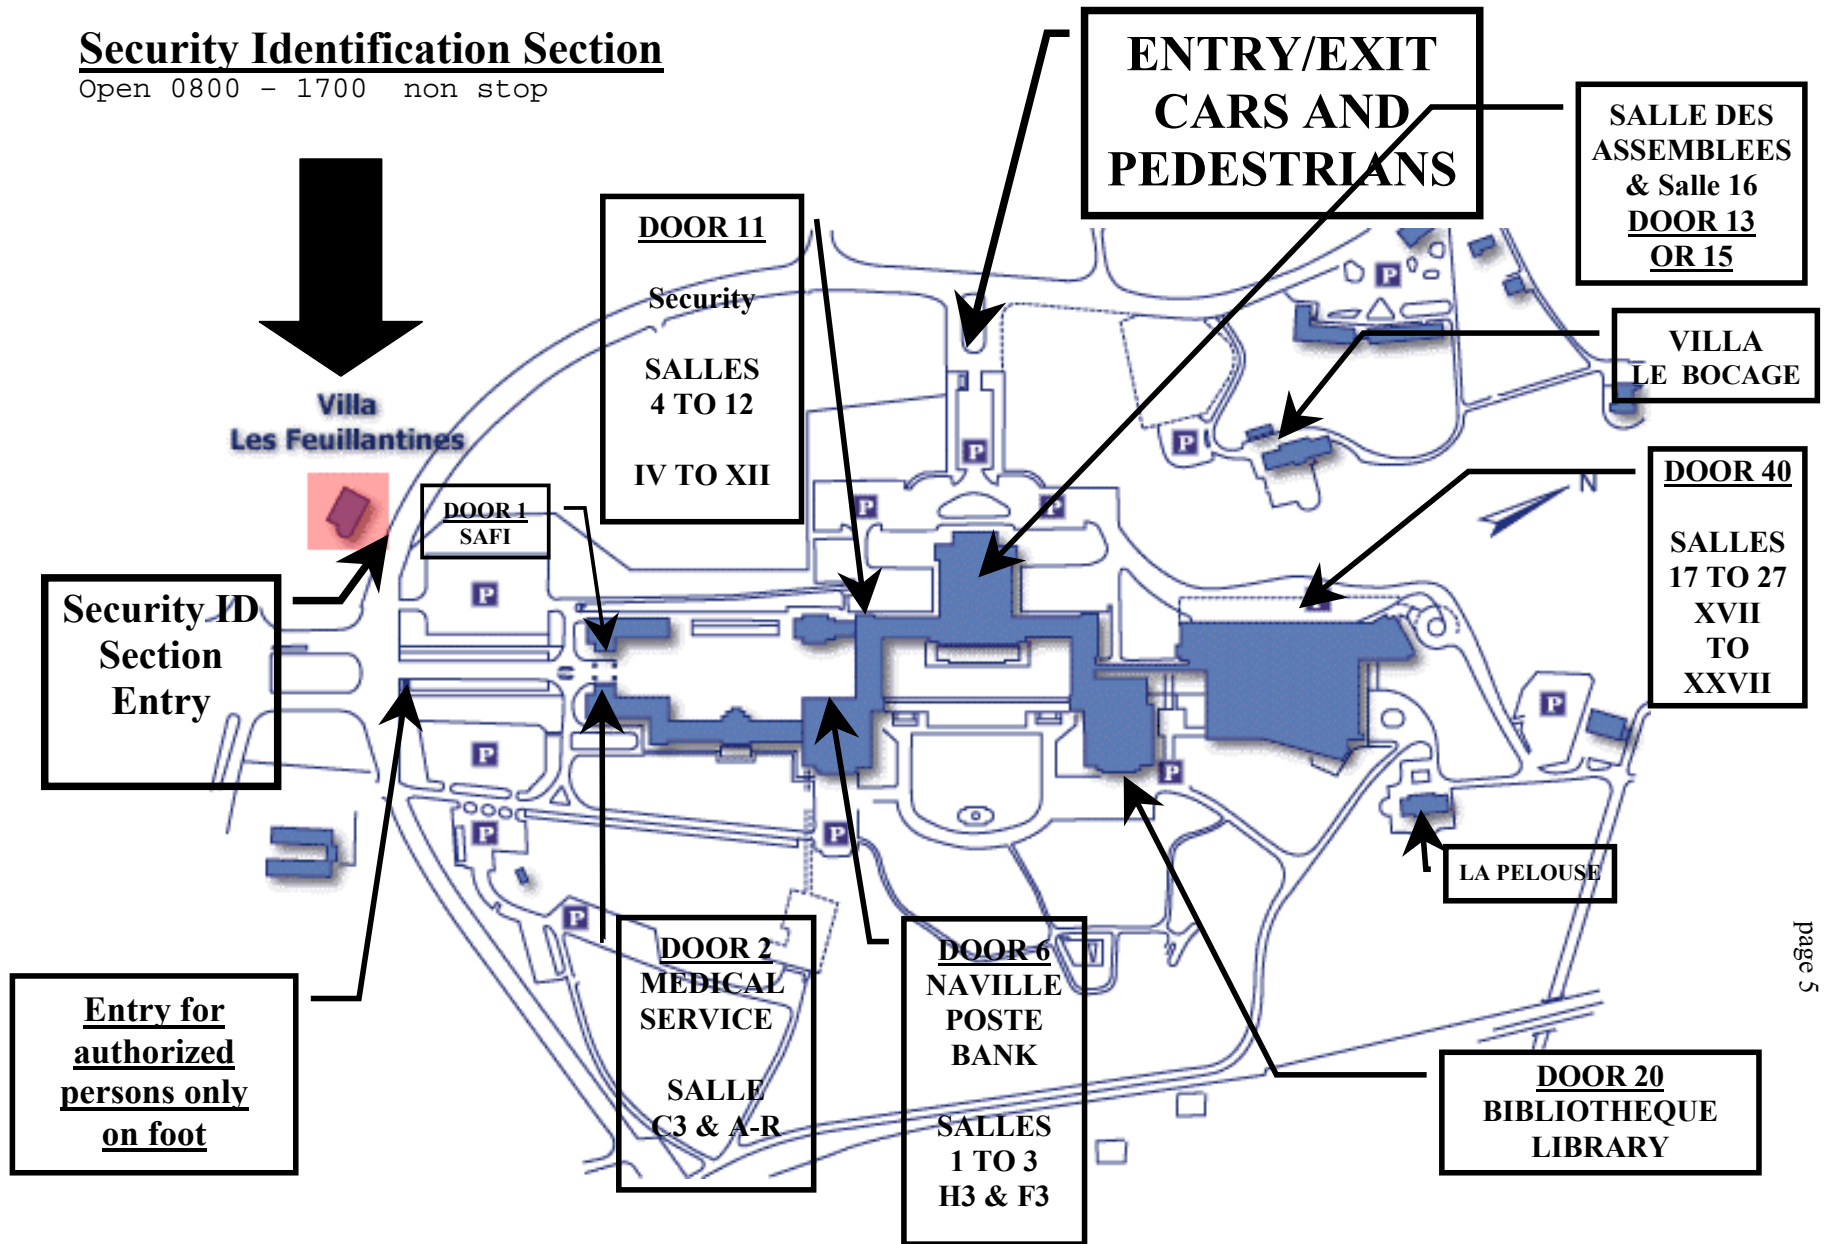 Security Identification Section
Open 0800 – 1700 non stop
ENTRY/EXIT
CARS AND
PEDESTRIANS
SALLE DES
ASSEMBLEES
& Salle 16
DOOR 13
OR 15
DOOR 11
Security
SALLES
4 TO 12
IV TO XII
VILLA
LE BOCAGE
Villa
Les Feuillantines
DOOR 1
SAFI
DOOR 40
SALLES
17 TO 27
XVII
TO
XXVII
N
P
P
P
P
P
P
P
P
P
P
P
P
P
P
Security ID
Section
Entry
LA PELOUSE
page 5
Entry for
authorized
persons only
on foot
DOOR 2
MEDICAL
SERVICE
SALLE
C3 & A-R
DOOR 6
NAVILLE
POSTE
BANK
SALLES
1 TO 3
H3 & F3
DOOR 20
BIBLIOTHEQUE
LIBRARY